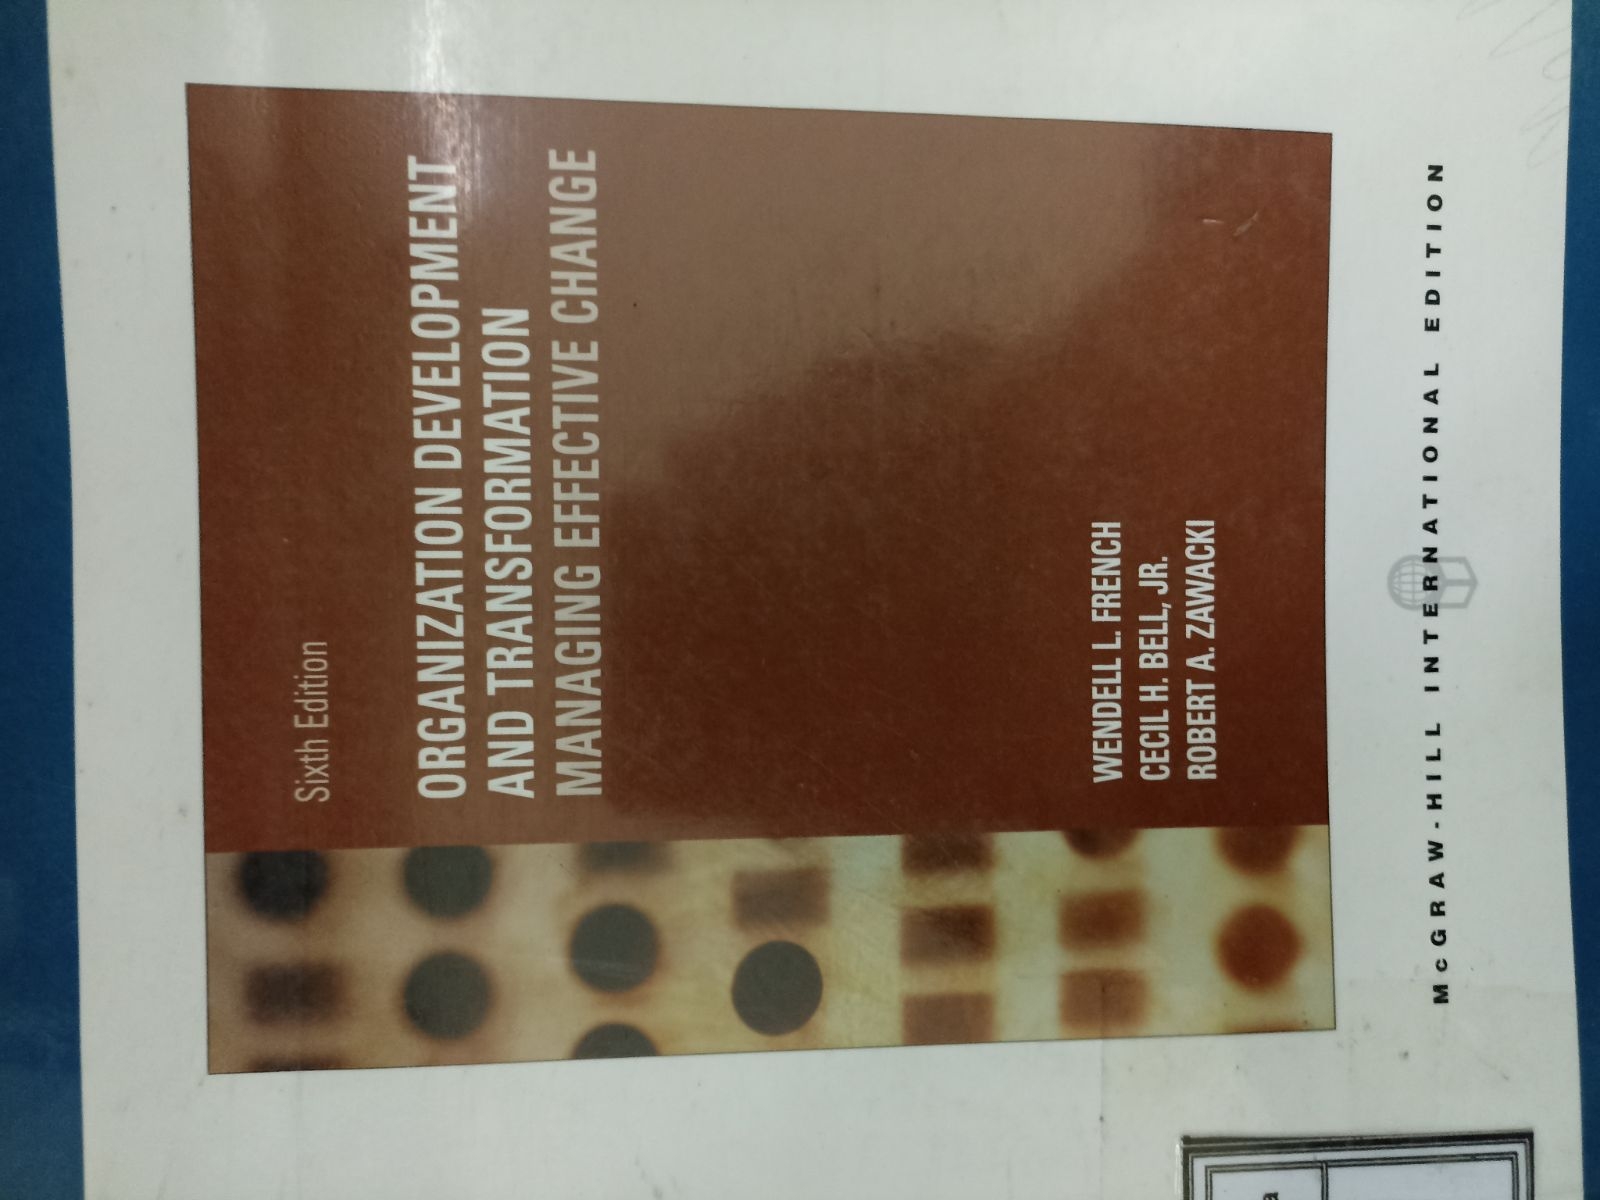 Sixth Edition
ORGANIZATION DEVELOPMENT
AND TRANSFORMATION
MANAGING EFFECTIVE CHANGE
WENDELL L. FRENCH
CECIL H. BELL, JR.
ROBERT A. ZAWACKI
McGRAW-HILL INTERNATIONAL EDITION
a